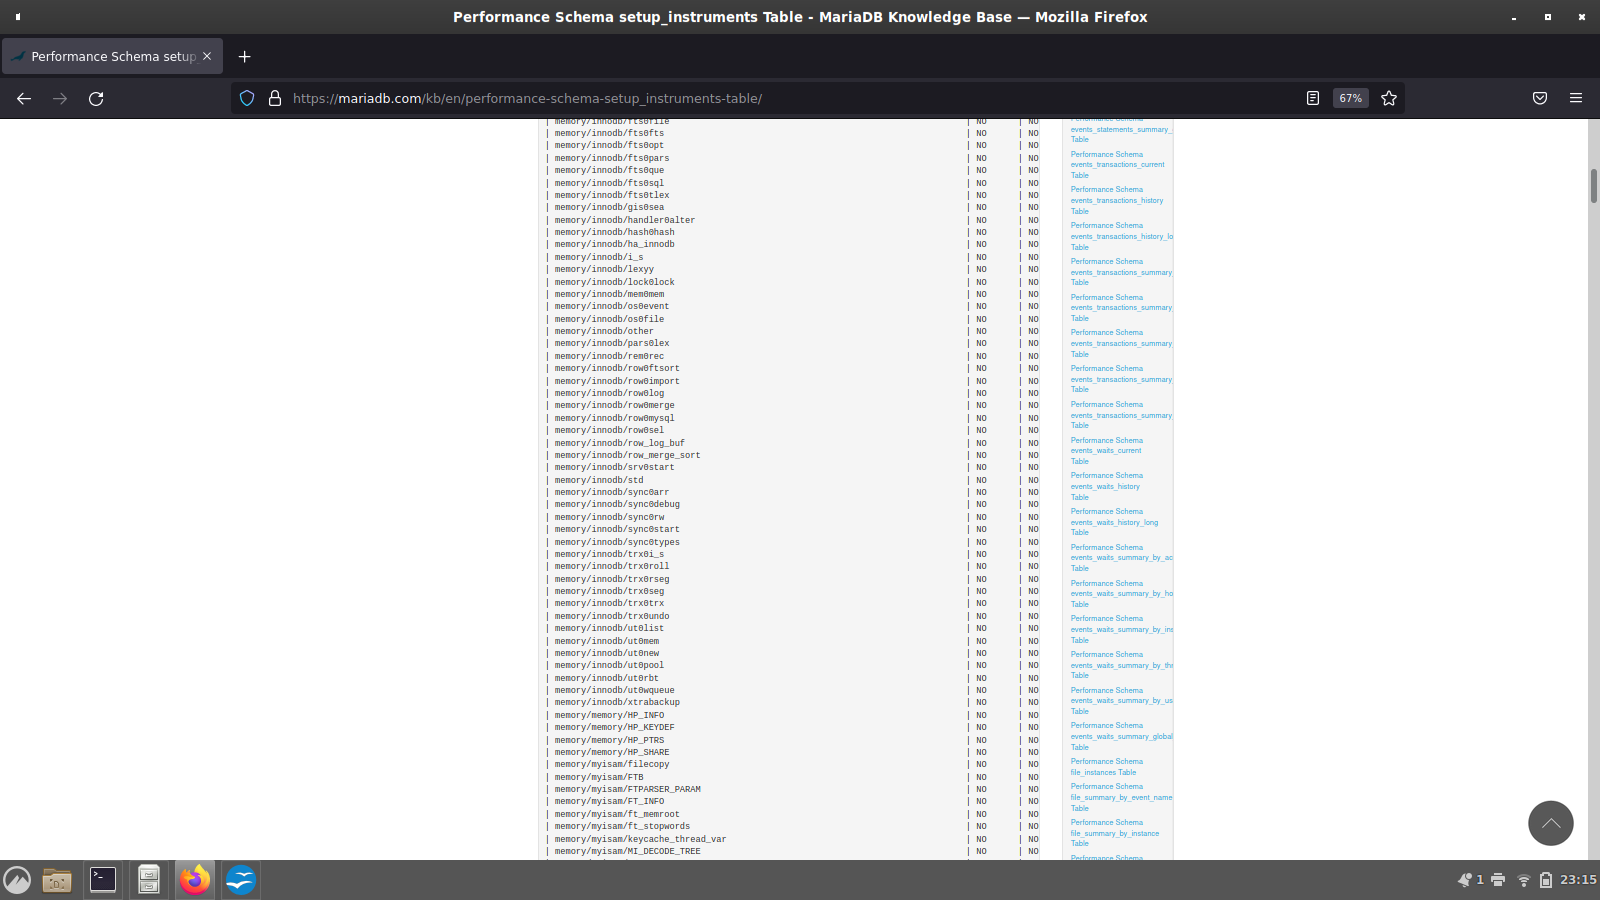 Performance Schema setup_instruments Table - MariaDB Knowledge Base — Mozilla Firefox
Performance Schema setup_
https://mariadb.com/kb/en/performance-schema-setup_instruments-table/
67%
| memory/innodb/fts0file | NO | NO
| memory/innodb/fts0fts | NO | NO
| memory/innodb/fts0opt | NO | NO
| memory/innodb/fts0pars | NO | NO
| memory/innodb/fts0que | NO | NO
| memory/innodb/fts0sql | NO | NO
| memory/innodb/fts0tlex | NO | NO
| memory/innodb/gis0sea | NO | NO
| memory/innodb/handler0alter | NO | NO
| memory/innodb/hash0hash | NO | NO
| memory/innodb/ha_innodb | NO | NO
| memory/innodb/i_s | NO | NO
| memory/innodb/lexyy | NO | NO
| memory/innodb/lock0lock | NO | NO
| memory/innodb/mem0mem | NO | NO
| memory/innodb/os0event | NO | NO
| memory/innodb/os0file | NO | NO
| memory/innodb/other | NO | NO
| memory/innodb/pars0lex | NO | NO
| memory/innodb/rem0rec | NO | NO
| memory/innodb/row0ftsort | NO | NO
| memory/innodb/row0import | NO | NO
| memory/innodb/row0log | NO | NO
| memory/innodb/row0merge | NO | NO
| memory/innodb/row0mysql | NO | NO
| memory/innodb/row0sel | NO | NO
| memory/innodb/row_log_buf | NO | NO
| memory/innodb/row_merge_sort | NO | NO
| memory/innodb/srv0start | NO | NO
| memory/innodb/std | NO | NO
| memory/innodb/sync0arr | NO | NO
| memory/innodb/sync0debug | NO | NO
| memory/innodb/sync0rw | NO | NO
| memory/innodb/sync0start | NO | NO
| memory/innodb/sync0types | NO | NO
| memory/innodb/trx0i_s | NO | NO
| memory/innodb/trx0roll | NO | NO
| memory/innodb/trx0rseg | NO | NO
| memory/innodb/trx0seg | NO | NO
| memory/innodb/trx0trx | NO | NO
| memory/innodb/trx0undo | NO | NO
| memory/innodb/ut0list | NO | NO
| memory/innodb/ut0mem | NO | NO
| memory/innodb/ut0new | NO | NO
| memory/innodb/ut0pool | NO | NO
| memory/innodb/ut0rbt | NO | NO
| memory/innodb/ut0wqueue | NO | NO
| memory/innodb/xtrabackup | NO | NO
| memory/memory/HP_INFO | NO | NO
| memory/memory/HP_KEYDEF | NO | NO
| memory/memory/HP_PTRS | NO | NO
| memory/memory/HP_SHARE | NO | NO
| memory/myisam/filecopy | NO | NO
| memory/myisam/FTB | NO | NO
| memory/myisam/FTPARSER_PARAM | NO | NO
| memory/myisam/FT_INFO | NO | NO
| memory/myisam/ft_memroot | NO | NO
| memory/myisam/ft_stopwords | NO | NO
| memory/myisam/keycache_thread_var | NO | NO
| memory/myisam/MI_DECODE_TREE | NO | NO
Performance Schema
events_statements_summary_
Table
Performance Schema
events_transactions_current
Table
Performance Schema
events_transactions_history
Table
Performance Schema
events_transactions_history_lo
Table
Performance Schema
events_transactions_summary_
Table
Performance Schema
events_transactions_summary_
Table
Performance Schema
events_transactions_summary_
Table
Performance Schema
events_transactions_summary_
Table
Performance Schema
events_transactions_summary_
Table
Performance Schema
events_waits_current
Table
Performance Schema
events_waits_history
Table
Performance Schema
events_waits_history_long
Table
Performance Schema
events_waits_summary_by_ac
Table
Performance Schema
events_waits_summary_by_ho
Table
Performance Schema
events_waits_summary_by_ins
Table
Performance Schema
events_waits_summary_by_thr
Table
Performance Schema
events_waits_summary_by_us
Table
Performance Schema
events_waits_summary_global
Table
Performance Schema
file_instances Table
Performance Schema
file_summary_by_event_name
Table
Performance Schema
file_summary_by_instance
Table
Performance Schema
1
23:15